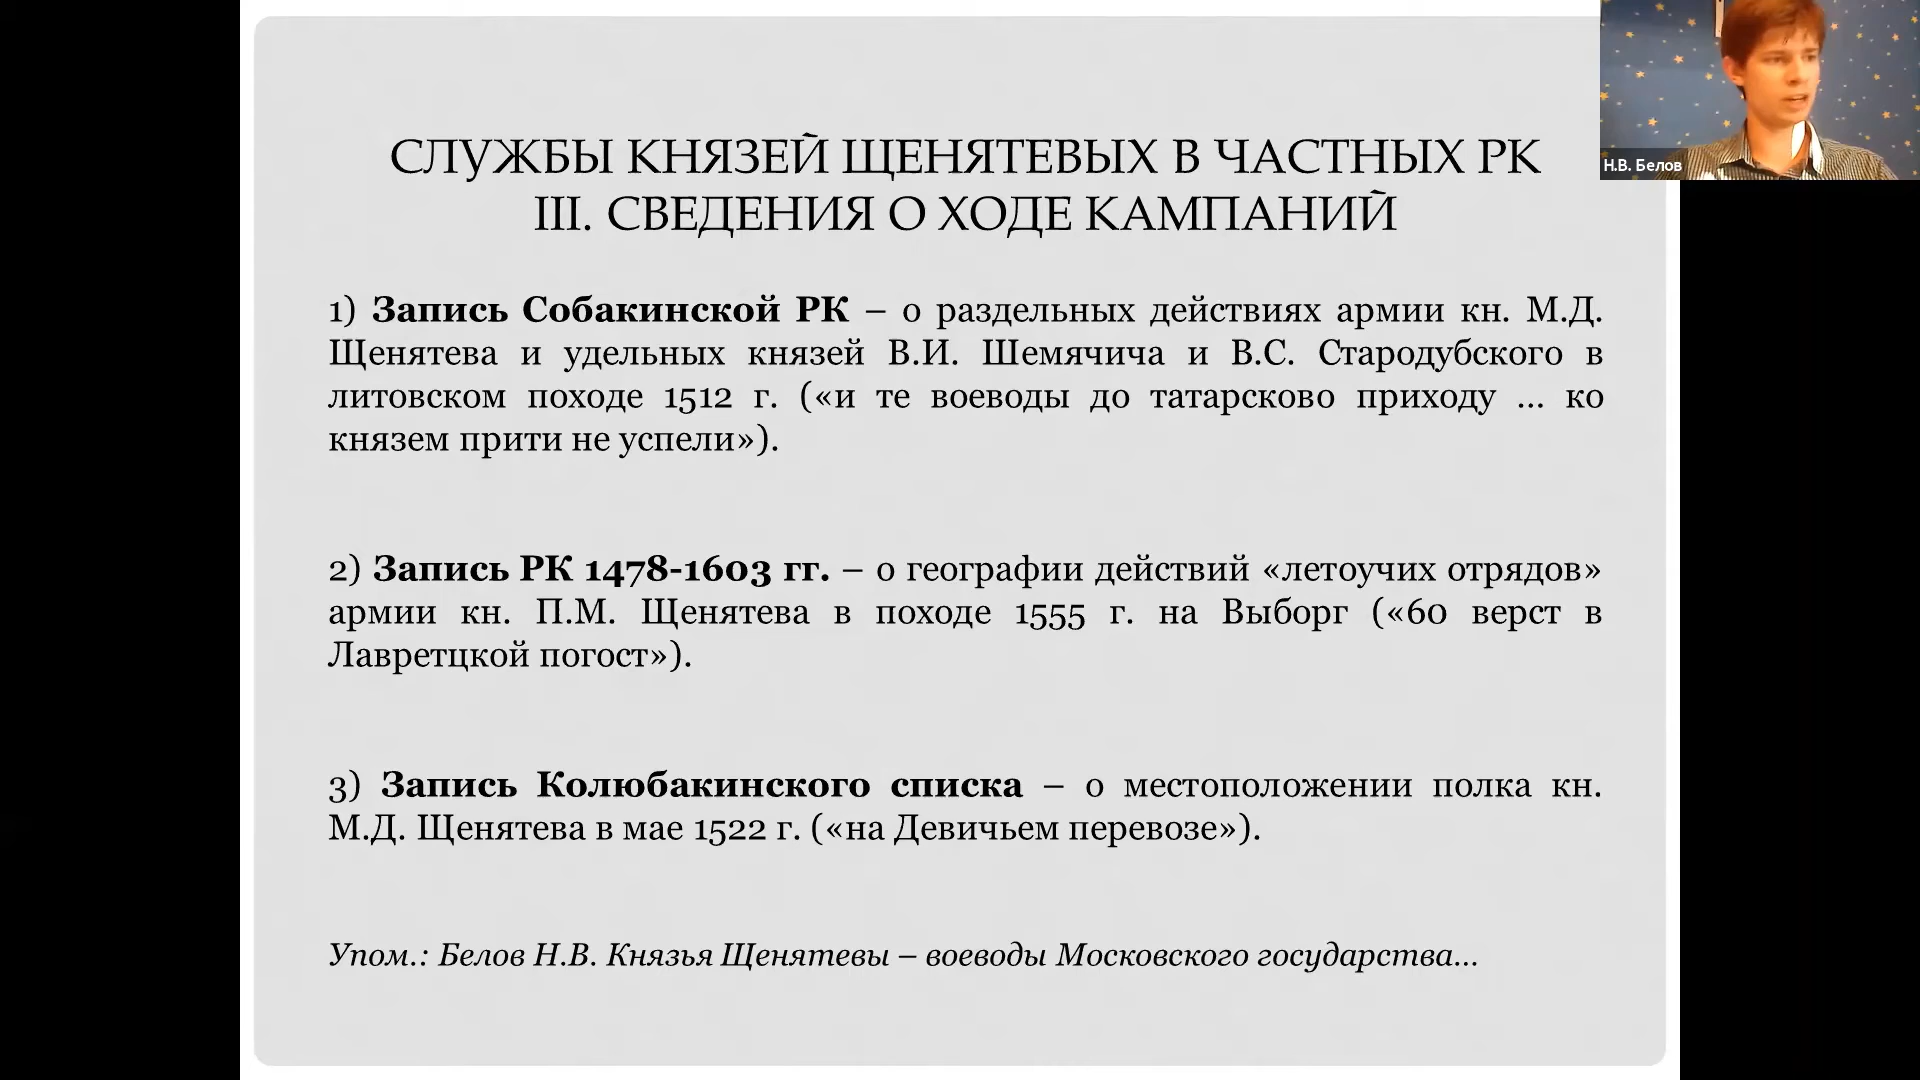 СЛУЖБЫ КНЯЗЕЙ ЩЕНЯТЕВЫХ В ЧАСТНЫХ РК
III. СВЕДЕНИЯ О ХОДЕ КАМПАНИЙ
Н.В. Белов
1) Запись Собакинской РК – о раздельных действиях армии кн. М.Д.
Щенятева и удельных князей В.И. Шемячича и В.С. Стародубского в
литовском походе 1512 г. («и те воеводы до татарсково приходу ... ко
князем прити не успели»).
2) Запись РК 1478-1603 гг. – о географии действий «летоучих отрядов»
армии кн. П.М. Щенятева в походе 1555 г. на Выборг («60 верст в
Лавретцкой погост»).
3) Запись Колюбакинского списка – о местоположении полка кн.
М.Д. Щенятева в мае 1522 г. («на Девичьем перевозе»).
Упом.: Белов Н.В. Князья Щенятевы – воеводы Московского государства...